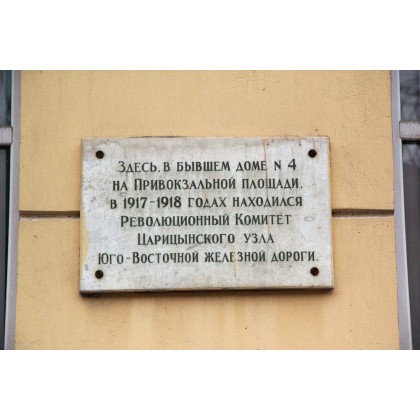 Здесь, в бывшем доме N 4
на Привокзальной площади,
в 1917-1918 годах находился
Революционный Комитет
Царицынского узла
Юго-Восточной железной дороги.